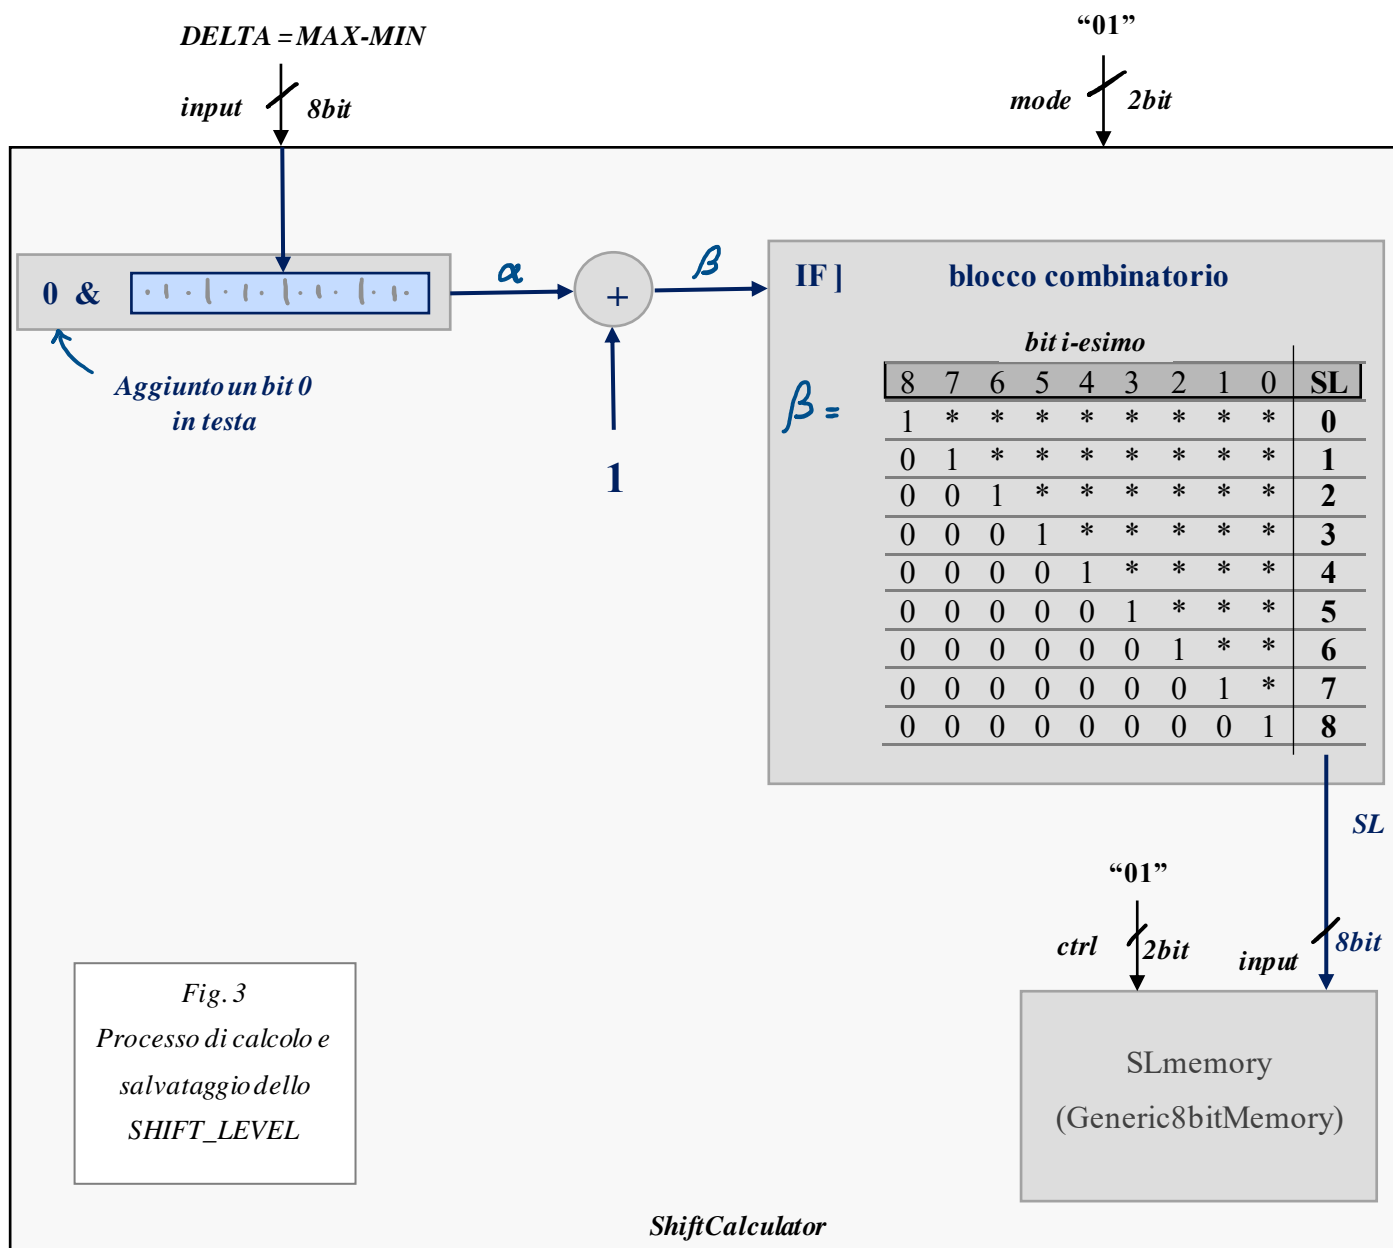 DELTA = MAX-MIN
input 8bit
"01"
mode 2bit
0 &
α
+
β
1
Aggiunto un bit 0
in testa
IF ] blocco combinatorio
bit i-esimo
β =
8 7 6 5 4 3 2 1 0 SL
1 * * * * * * * * 0
0 1 * * * * * * * 1
0 0 1 * * * * * * 2
0 0 0 1 * * * * * 3
0 0 0 0 1 * * * * 4
0 0 0 0 0 1 * * * 5
0 0 0 0 0 0 1 * * 6
0 0 0 0 0 0 0 1 * 7
0 0 0 0 0 0 0 0 1 8
SL
“01”
ctrl 2bit
input 8bit
SLmemory
(Generic8bitMemory)
Fig. 3
Processo di calcolo e
salvataggio dello
SHIFT_LEVEL
ShiftCalculator